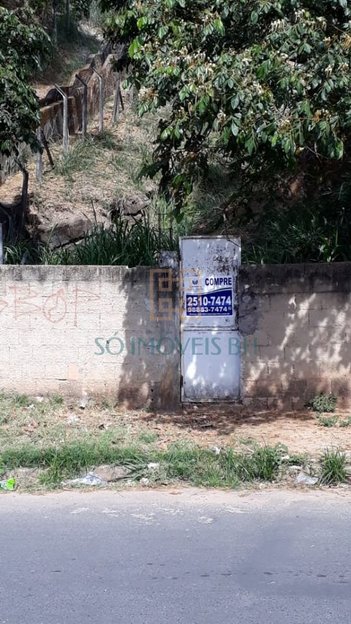 COMPRE
2510-7474
98883-7474
SÓ IMÓVEIS BH